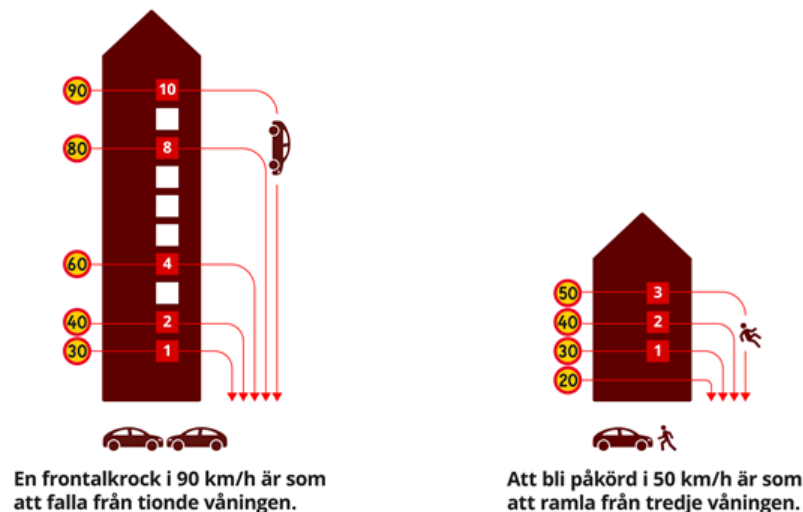 90 10
80 8
60 4
40 2
30 1
En frontalkrock i 90 km/h är som
att falla från tionde våningen.
50 3
40 2
30 1
20
Att bli påkörd i 50 km/h är som
att ramla från tredje våningen.